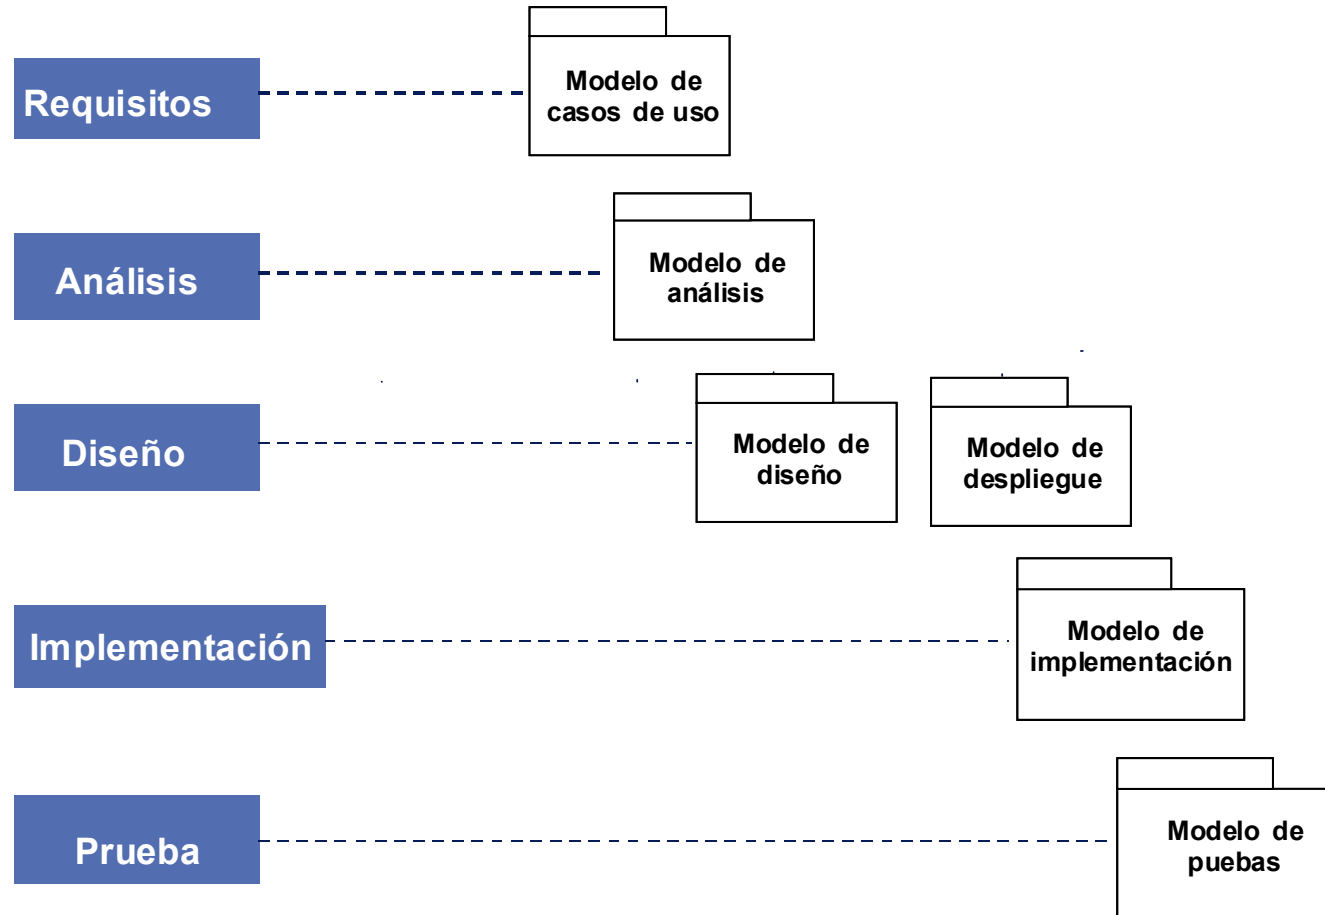 Requisitos
Modelo de
casos de uso
Análisis
Modelo de
análisis
Diseño
Modelo de
diseño
Modelo de
despliegue
Implementación
Modelo de
implementación
Prueba
Modelo de
puebas